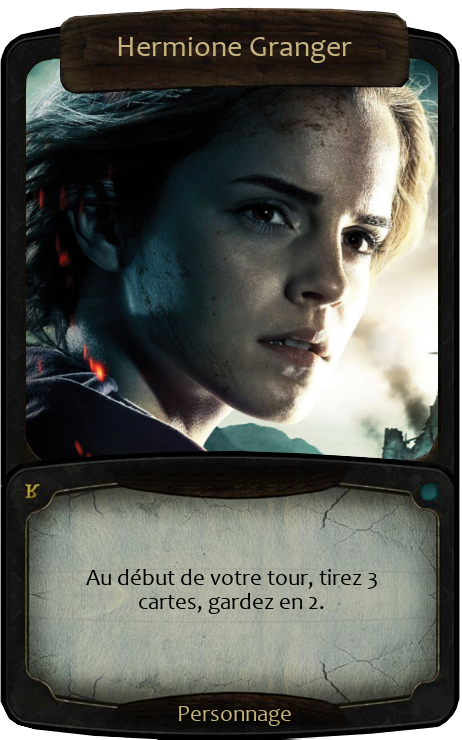 Hermione Granger
Au début de votre tour, tirez 3
cartes, gardez en 2.
Personnage